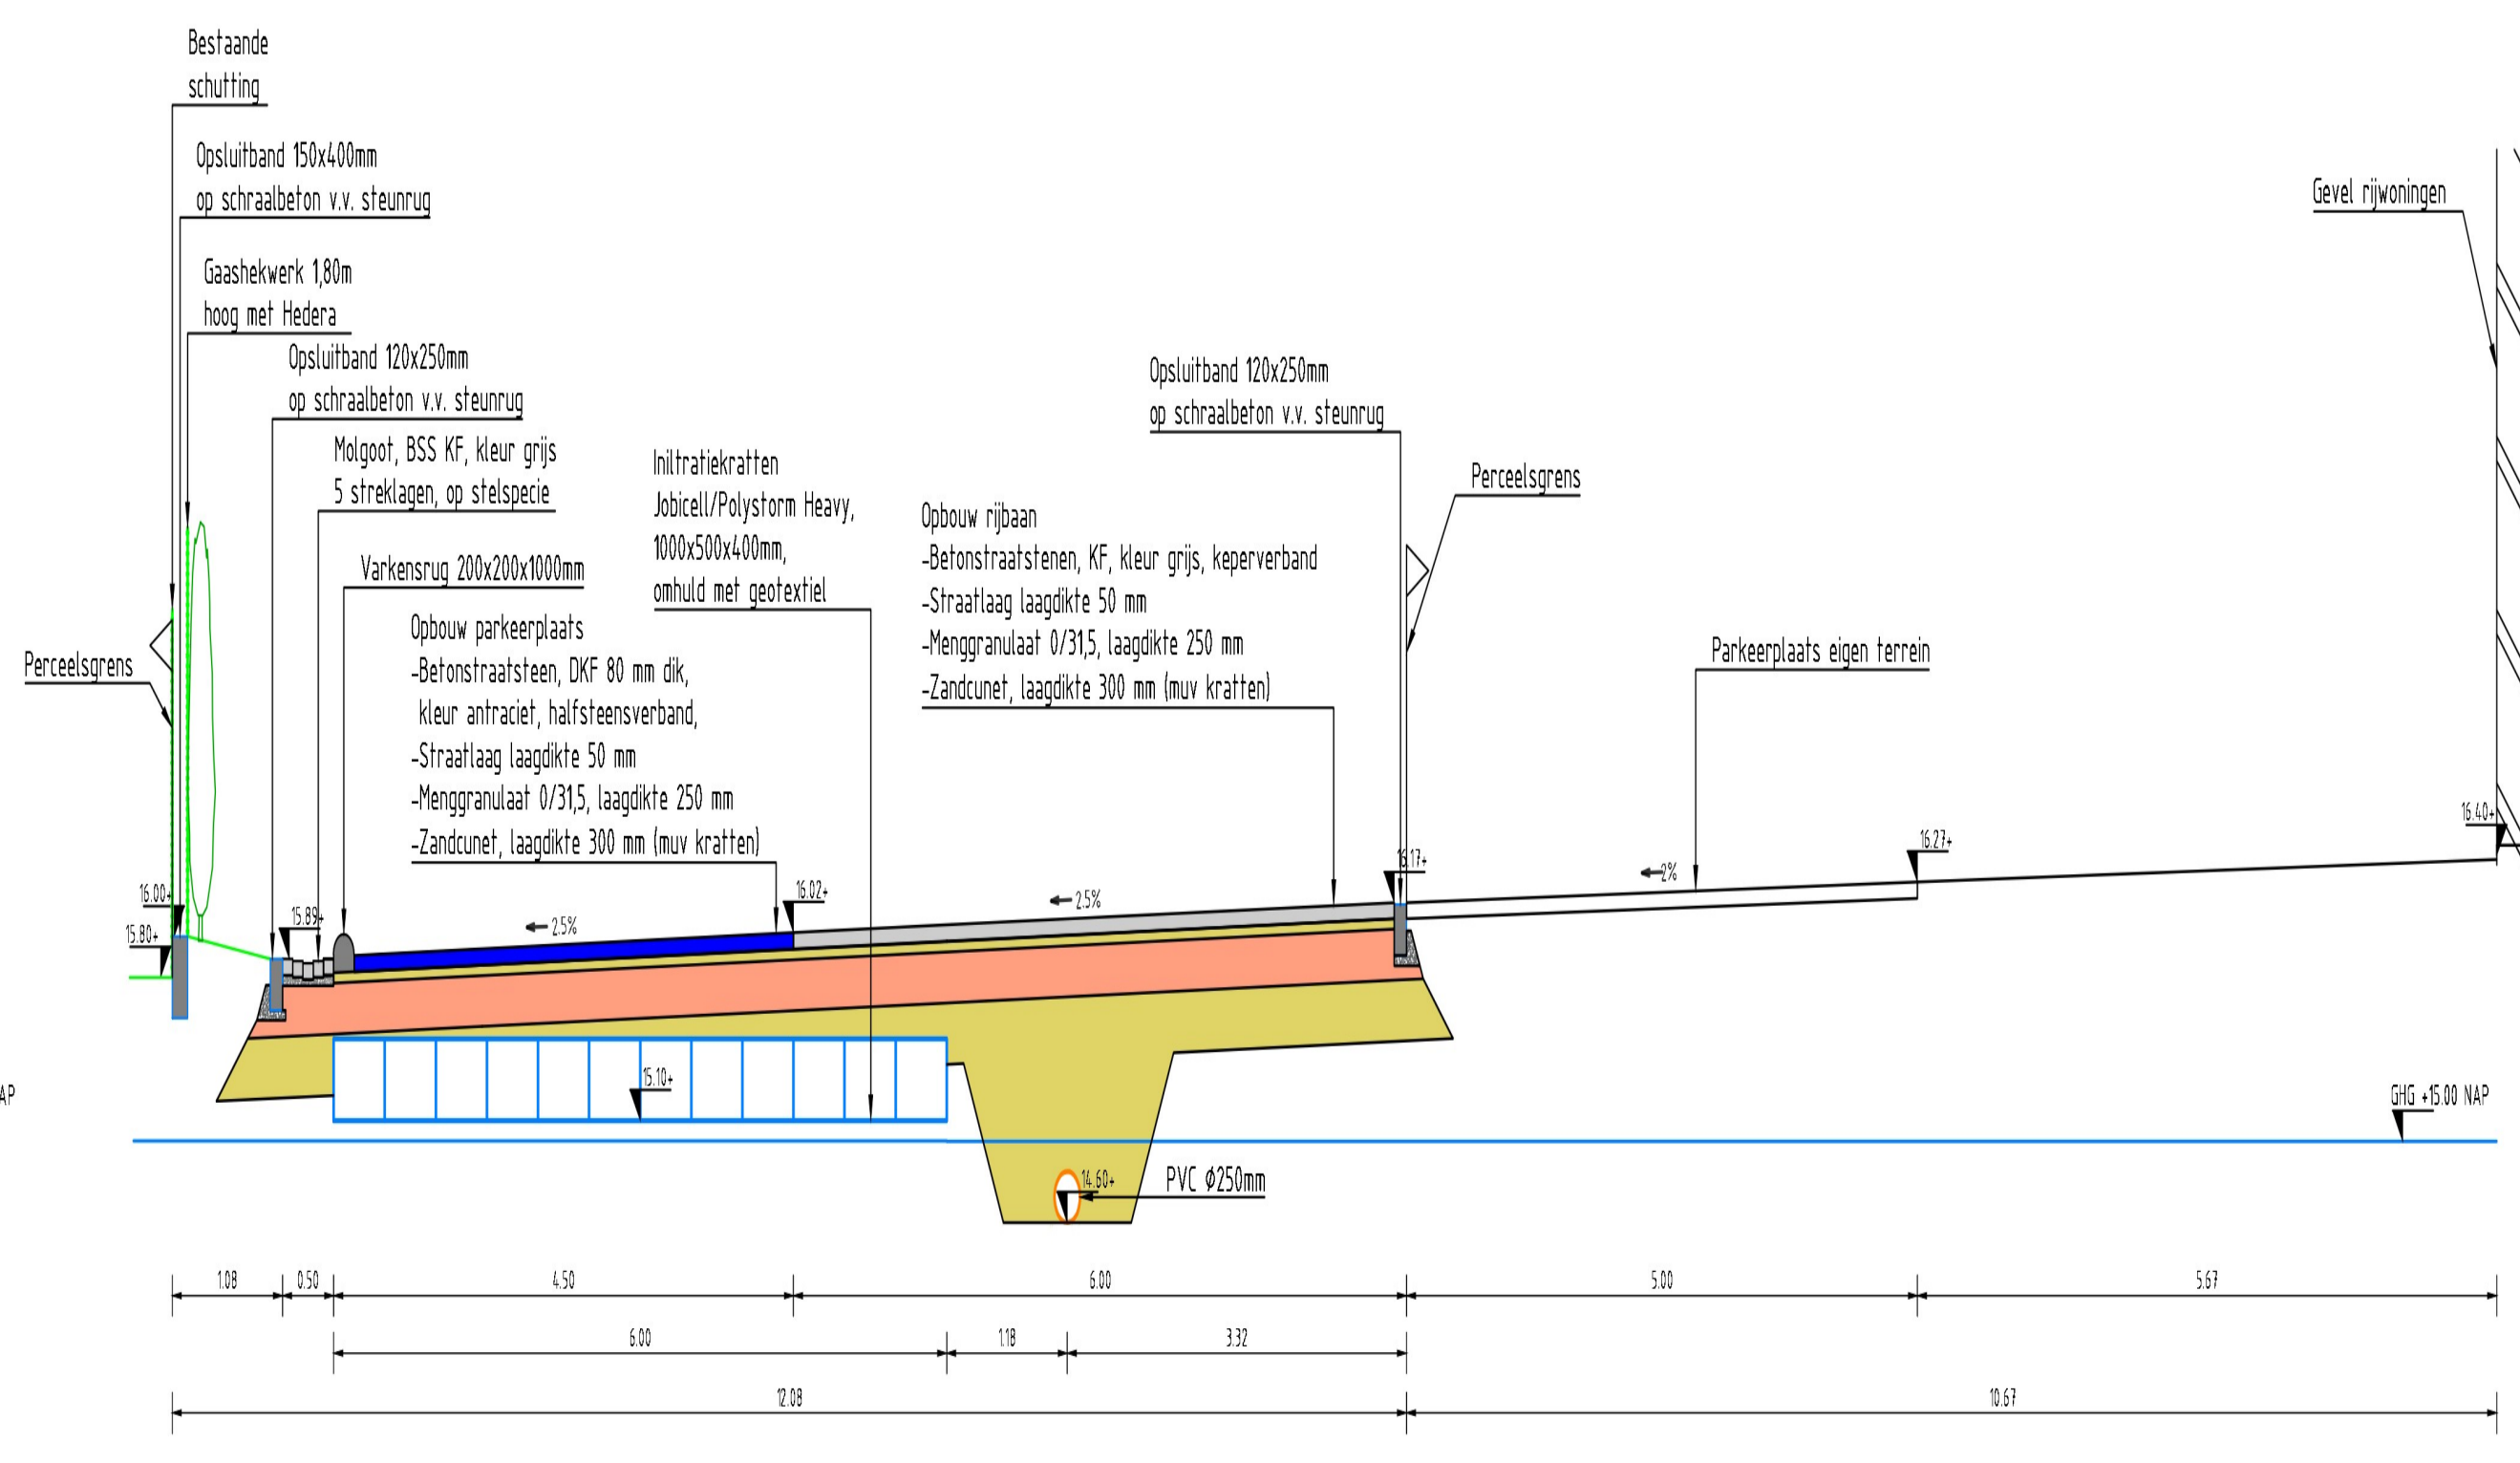 Bestaande
schutting
Opsluitband 150x400mm
op schraalbeton v.v. steunrug
Gaashekwerk 1,80m
hoog met Hedera
Opsluitband 120x250mm
op schraalbeton v.v. steunrug
Molgoot, BSS KF, kleur grijs
5 streklagen, op stelspecie
Varkensrug 200x200x1000mm
Opbouw parkeerplaats
-Betonstraatsteen, DKF 80 mm dik,
kleur antraciet, halfsteensverband,
-Straatlaag laagdikte 50 mm
-Menggranulaat 0/31,5, laagdikte 250 mm
-Zandcunet, laagdikte 300 mm (muv kratten)
Iniltratiekratten
Jobicell/Polystorm Heavy,
1000x500x400mm,
omhuld met geotextiel
Opbouw rijbaan
-Betonstraatstenen, KF, kleur grijs, keperverband
-Straatlaag laagdikte 50 mm
-Menggranulaat 0/31,5, laagdikte 250 mm
-Zandcunet, laagdikte 300 mm (muv kratten)
Opsluitband 120x250mm
op schraalbeton v.v. steunrug
Perceelsgrens
Parkeerplaats eigen terrein
Gevel rijwoningen
Perceelsgrens
16.00+
15.80+
15.89+
2.5%
16.02+
2.5%
16.17+
2%
16.27+
16.40+
15.10+
14.60+
PVC Ø250mm
GHG +15.00 NAP
AP
1.08
0.50
4.50
6.00
5.00
5.67
6.00
1.18
3.32
12.08
10.67